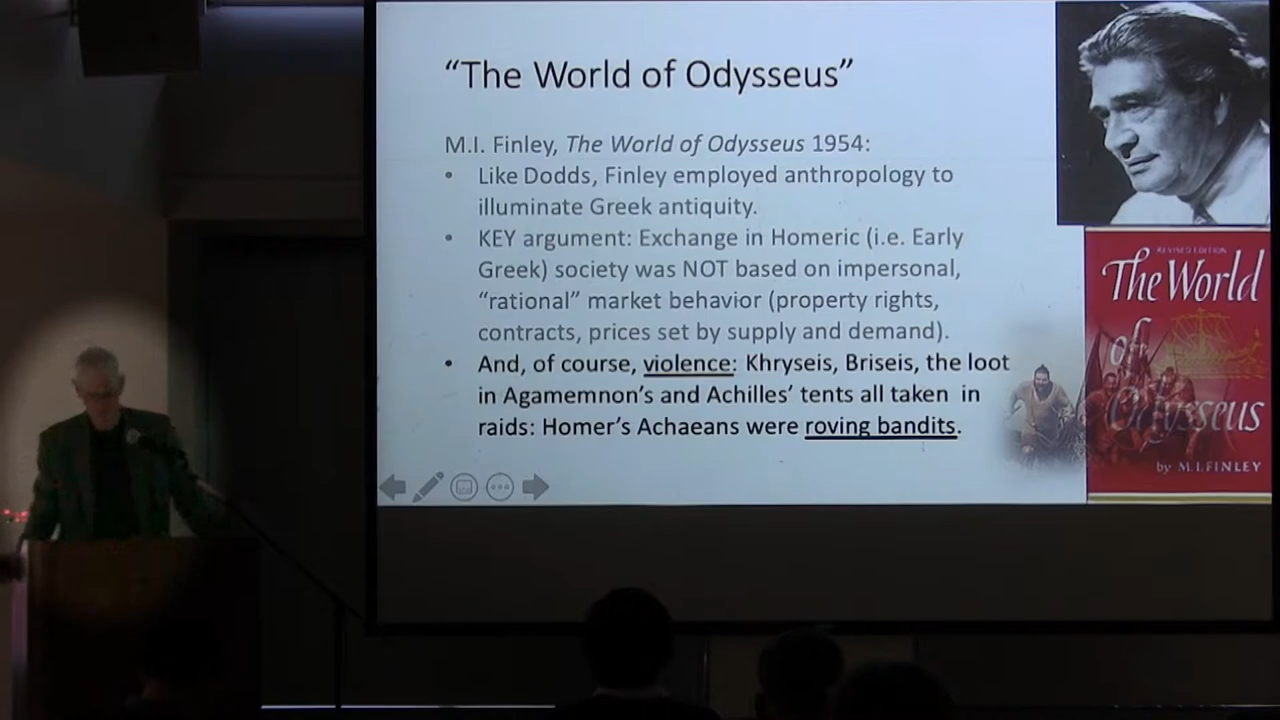 “The World of Odysseus”
M.I. Finley, The World of Odysseus 1954:
• Like Dodds, Finley employed anthropology to
illuminate Greek antiquity.
• KEY argument: Exchange in Homeric (i.e. Early
Greek) society was NOT based on impersonal,
“rational” market behavior (property rights,
contracts, prices set by supply and demand).
• And, of course, violence: Khryseis, Briseis, the loot
in Agamemnon’s and Achilles’ tents all taken in
raids: Homer’s Achaeans were roving bandits.
REVISED EDITION
The World
of
Odysseus
by M.I.FINLEY